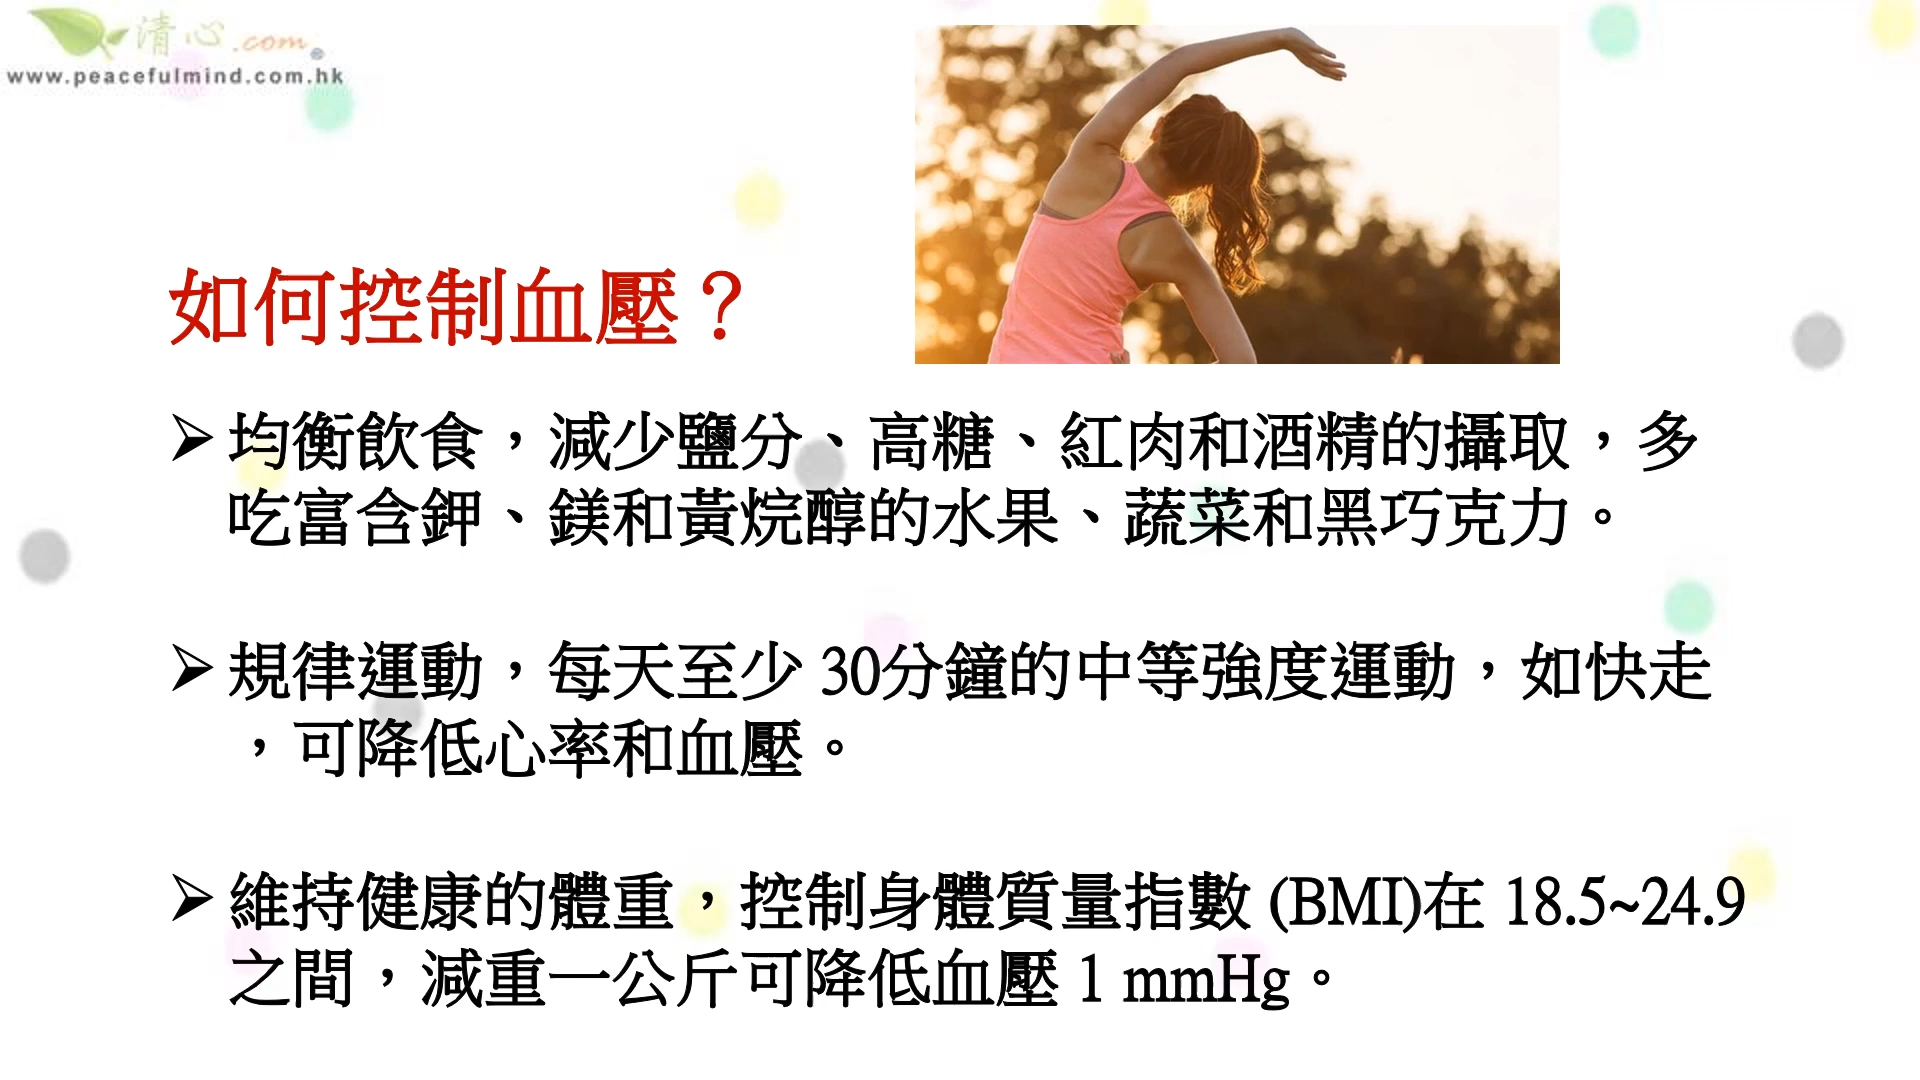 清心.com
www.peacefulmind.com.hk
如何控制血壓？
➢ 均衡飲食，減少鹽分、高糖、紅肉和酒精的攝取，多
吃富含鉀、鎂和黃烷醇的水果、蔬菜和黑巧克力。
➢ 規律運動，每天至少 30分鐘的中等強度運動，如快走
，可降低心率和血壓。
➢ 維持健康的體重，控制身體質量指數 (BMI)在 18.5~24.9
之間，減重一公斤可降低血壓 1 mmHg。